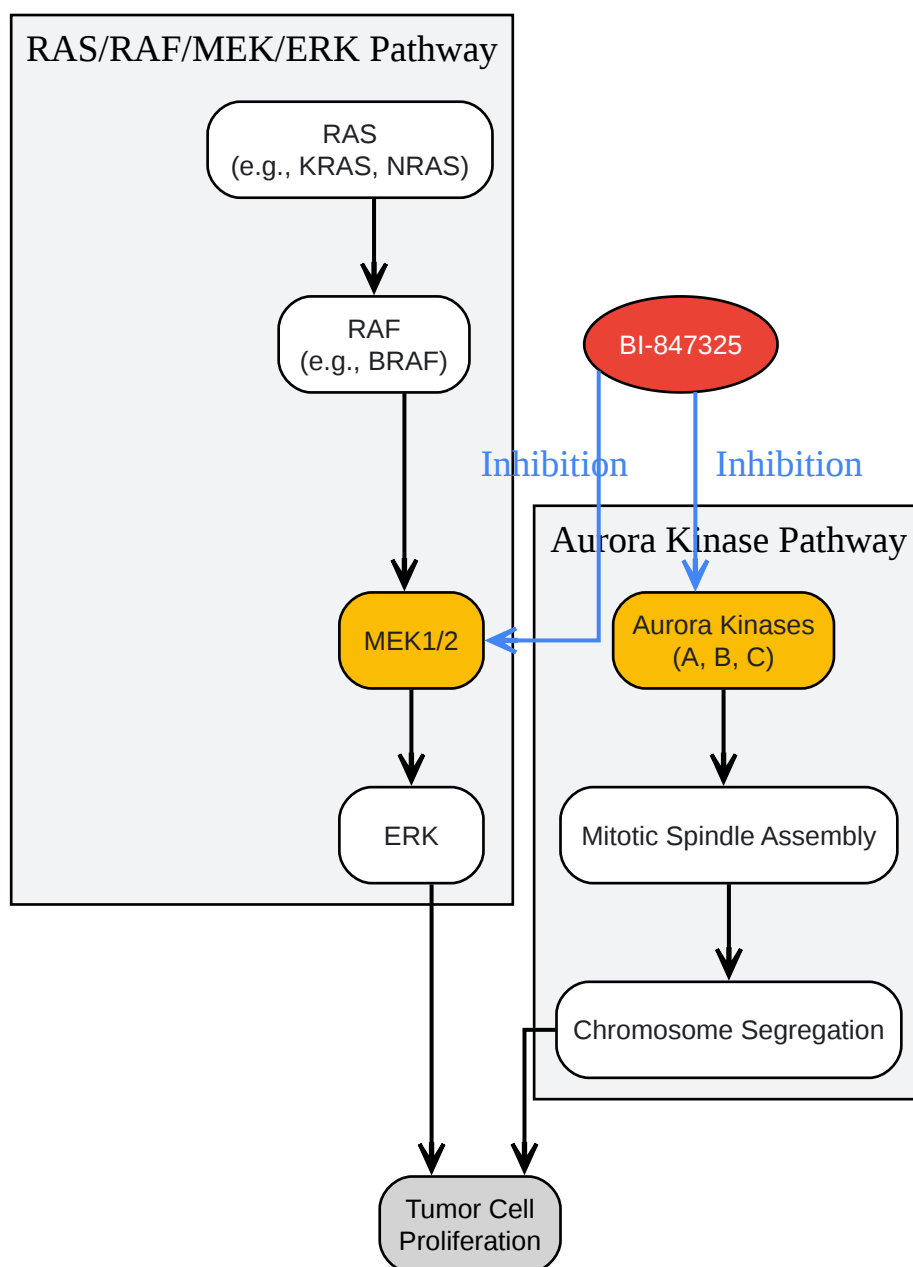 RAS/RAF/MEK/ERK Pathway
RAS
(e.g., KRAS, NRAS)
RAF
(e.g., BRAF)
BI-847325
Inhibition
Inhibition
Aurora Kinase Pathway
MEK1/2
Aurora Kinases
(A, B, C)
ERK
Mitotic Spindle Assembly
Chromosome Segregation
Tumor Cell
Proliferation